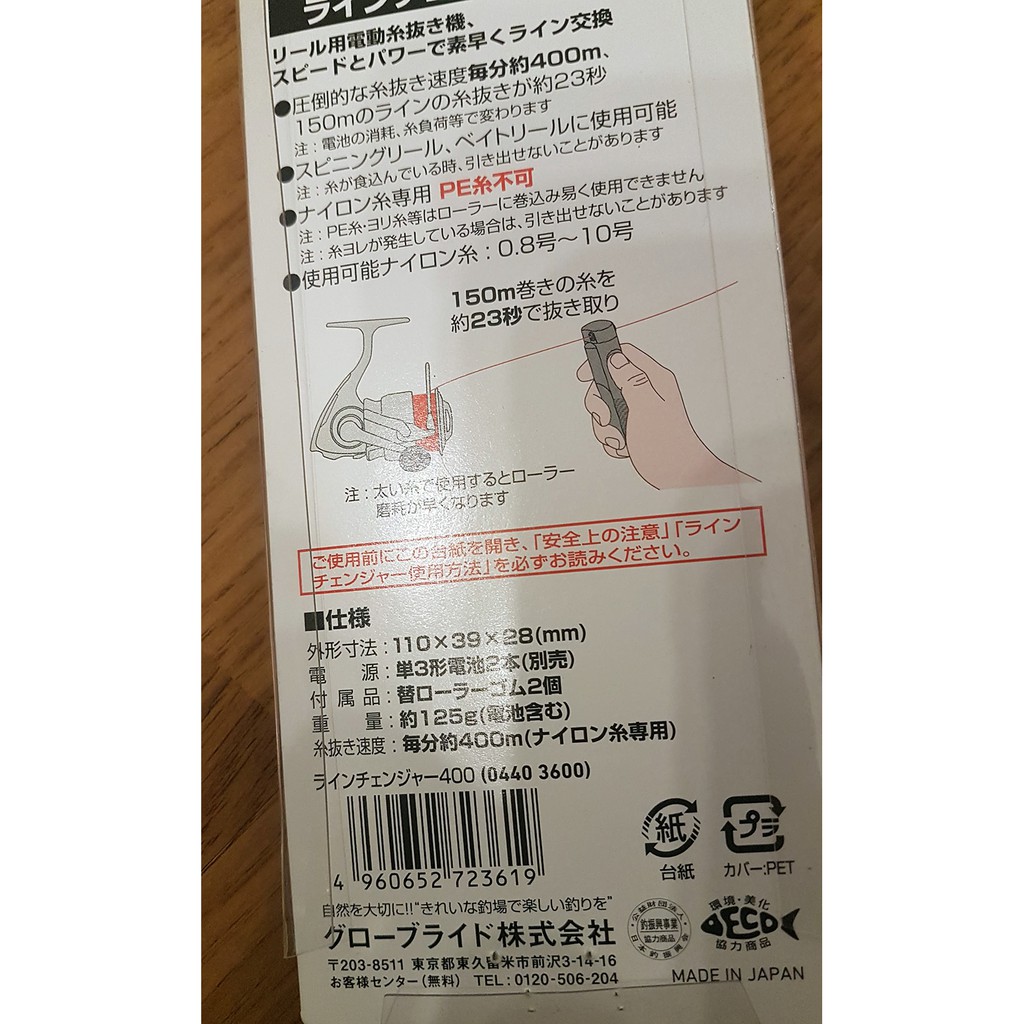 リール用電動糸抜き機、
スピードとパワーで素早くライン交換
●圧倒的な糸抜き速度毎分約400m、
150mのラインの糸抜きが約23秒
注：電池の消耗、糸負荷等で変わります
●スピニングリール、ベイトリールに使用可能
注：糸が食込んでいる時、引き出せないことがあります
●ナイロン糸専用 PE糸不可
注：PE糸・ヨリ糸等はローラーに巻込み易く使用できません
注：糸ヨレが発生している場合は、引き出せないことがあります
●使用可能ナイロン糸：0.8号〜10号
150m巻きの糸を
約23秒で抜き取り
注：太い糸で使用するとローラー
磨耗が早くなります
ご使用前にこの台紙を開き、「安全上の注意」「ライン
チェンジャー使用方法」を必ずお読みください。
■仕様
外形寸法：110×39×28(mm)
電源：単3形電池2本(別売)
付属品：替ローラーゴム2個
重量：約125g(電池含む)
糸抜き速度：毎分約400m(ナイロン糸専用)
ラインチェンジャー400 (0440 3600)
4 960652 723619
紙
台紙
プラ
カバー:PET
自然を大切に!!"きれいな釣場で楽しい釣りを"
グローブライド株式会社
〒203-8511 東京都東久留米市前沢3-14-16
お客様センター(無料) TEL:0120-506-204
公益財団法人
釣振興事業
協力商品
日本釣振興会
環境・美化
DECO
協力商品
MADE IN JAPAN